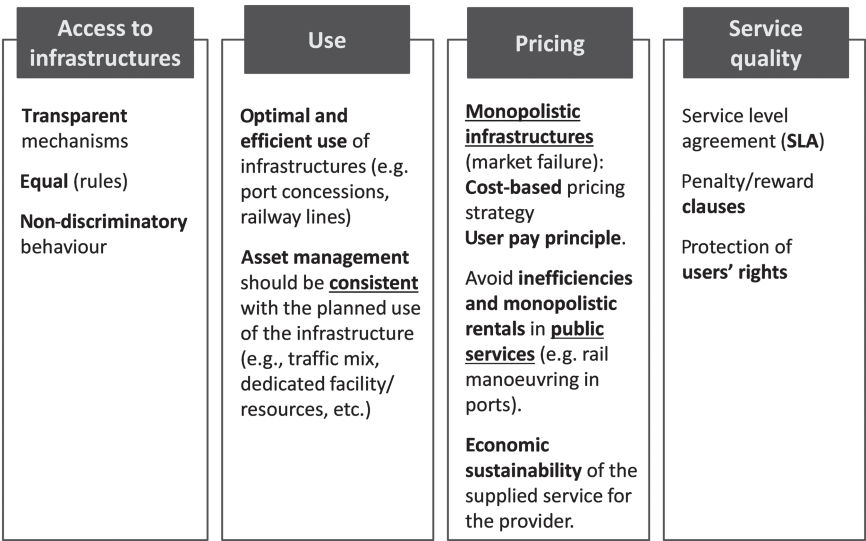 Access to
infrastructures
Transparent
mechanisms
Equal (rules)
Non-discriminatory
behaviour
Use
Optimal and
efficient use of
infrastructures (e.g.
port concessions,
railway lines)
Asset management
should be consistent
with the planned use
of the infrastructure
(e.g., traffic mix,
dedicated facility/
resources, etc.)
Pricing
Monopolistic
infrastructures
(market failure):
Cost-based pricing
strategy
User pay principle.
Avoid inefficiencies
and monopolistic
rentals in public
services (e.g. rail
manoeuvring in
ports).
Economic
sustainability of the
supplied service for
the provider.
Service
quality
Service level
agreement (SLA)
Penalty/reward
clauses
Protection of
users’ rights